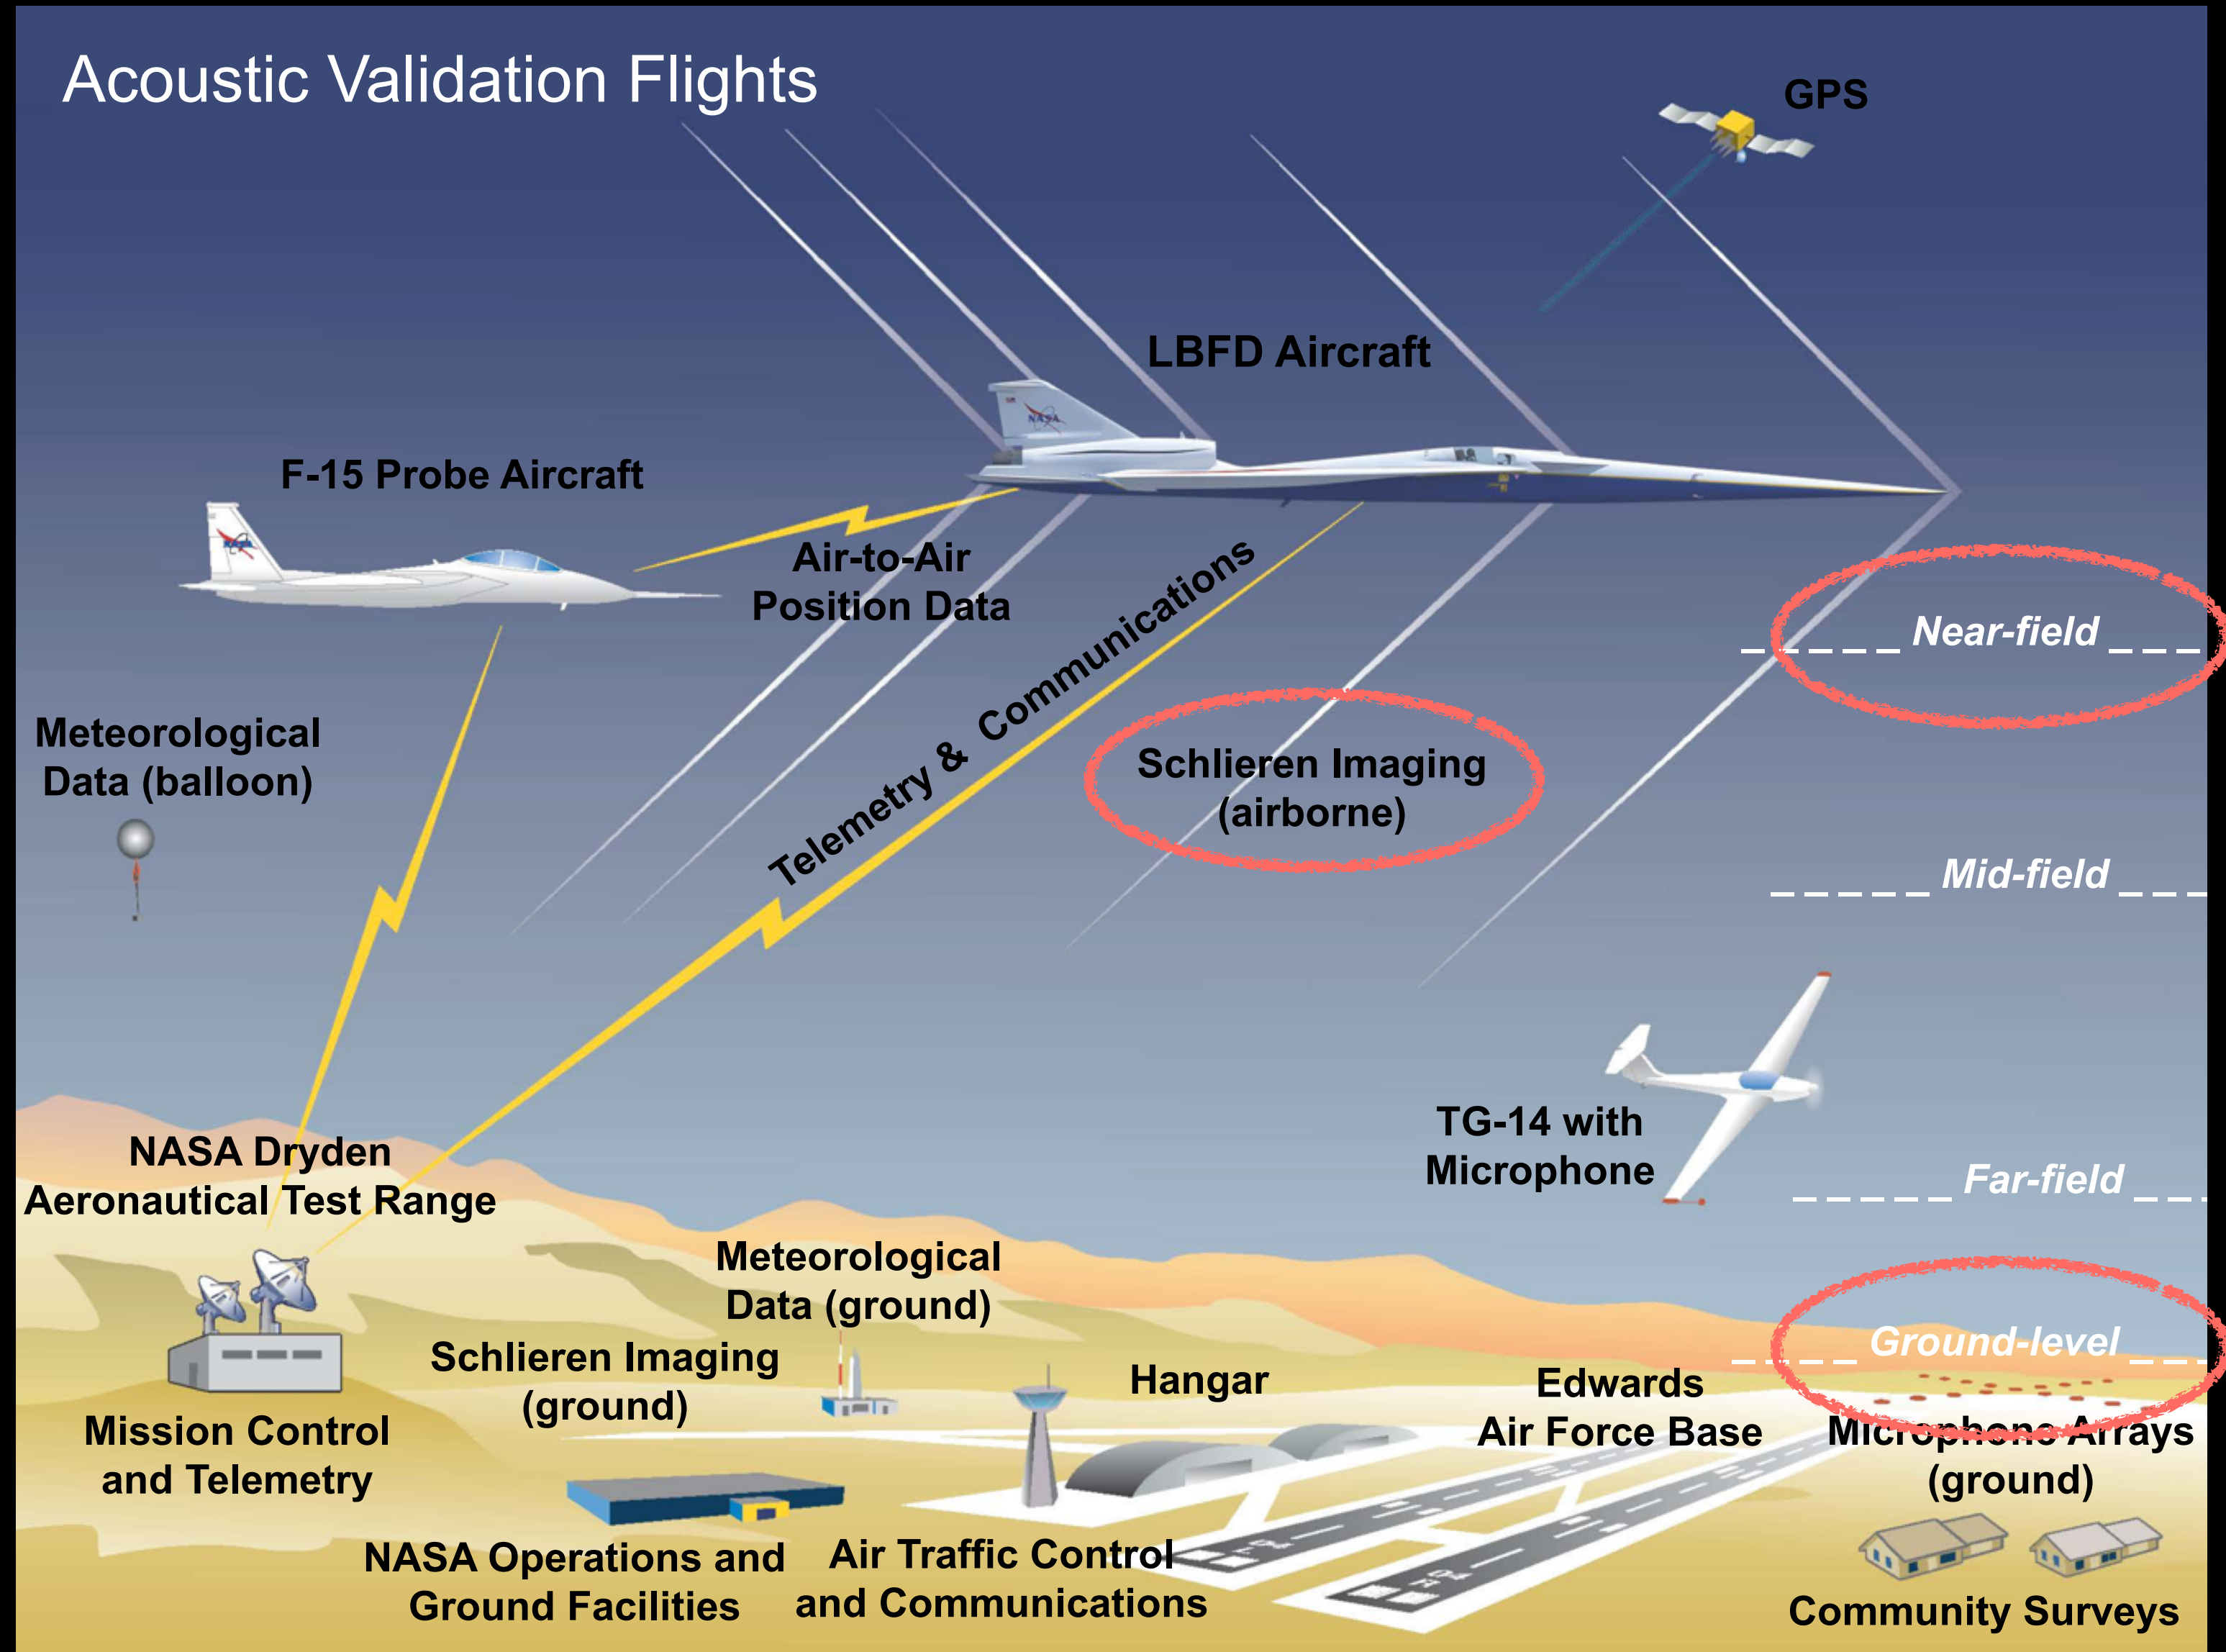 Acoustic Validation Flights
GPS
LBFD Aircraft
NASA
F-15 Probe Aircraft
Air-to-Air
Position Data
Telemetry & Communications
Near-field
Meteorological
Data (balloon)
Schlieren Imaging
(airborne)
Mid-field
TG-14 with
Microphone
Far-field
NASA Dryden
Aeronautical Test Range
Meteorological
Data (ground)
Schlieren Imaging
(ground)
Hangar
Edwards
Air Force Base
Ground-level
Microphone Arrays
(ground)
Mission Control
and Telemetry
NASA Operations and
Ground Facilities
Air Traffic Control
and Communications
Community Surveys